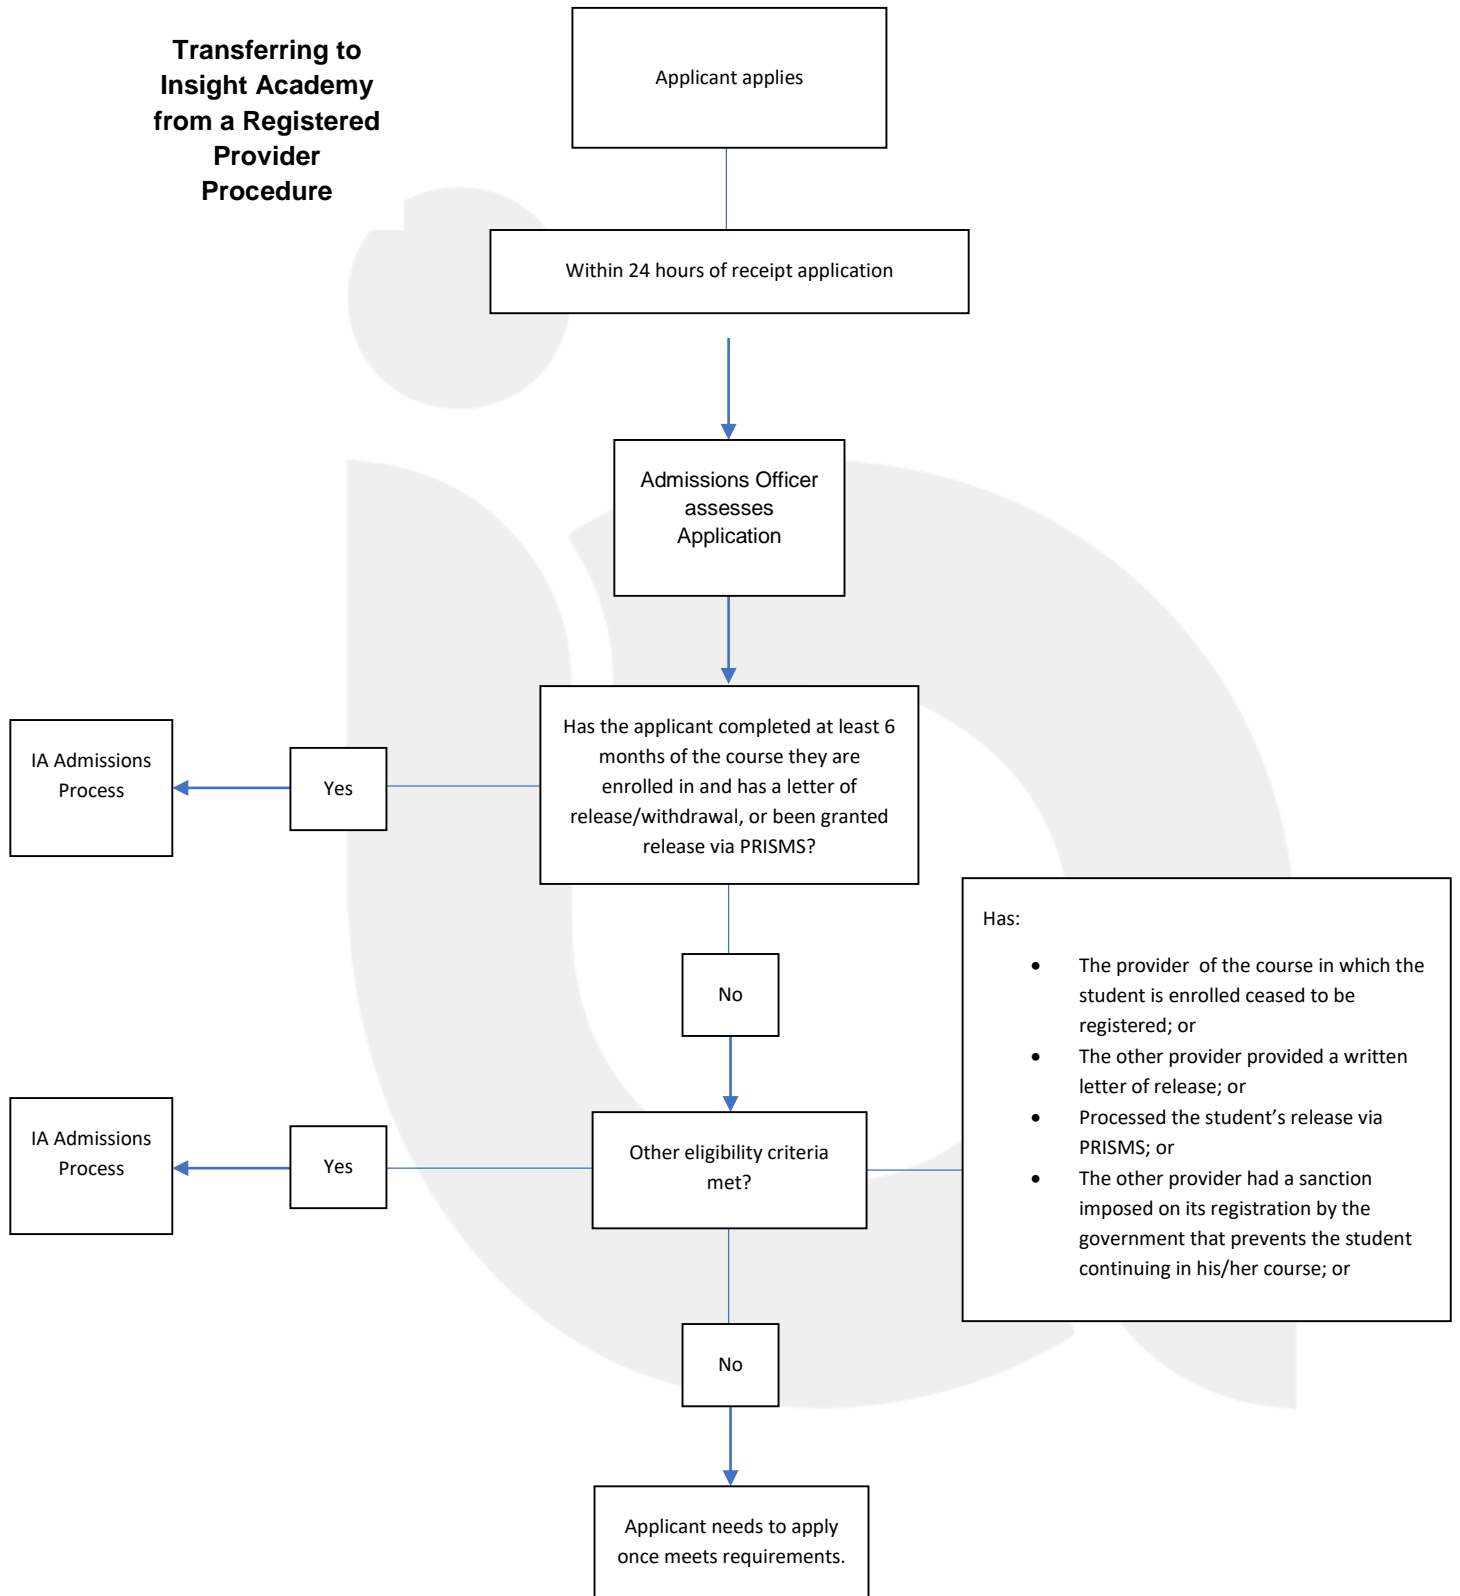 Transferring to
Insight Academy
from a Registered
Provider
Procedure
Applicant applies
Within 24 hours of receipt application
Admissions Officer
assesses
Application
Has the applicant completed at least 6
months of the course they are
enrolled in and has a letter of
release/withdrawal, or been granted
release via PRISMS?
Yes
IA Admissions
Process
No
Has:
• The provider of the course in which the
student is enrolled ceased to be
registered; or
• The other provider provided a written
letter of release; or
• Processed the student’s release via
PRISMS; or
• The other provider had a sanction
imposed on its registration by the
government that prevents the student
continuing in his/her course; or
Other eligibility criteria
met?
Yes
IA Admissions
Process
No
Applicant needs to apply
once meets requirements.